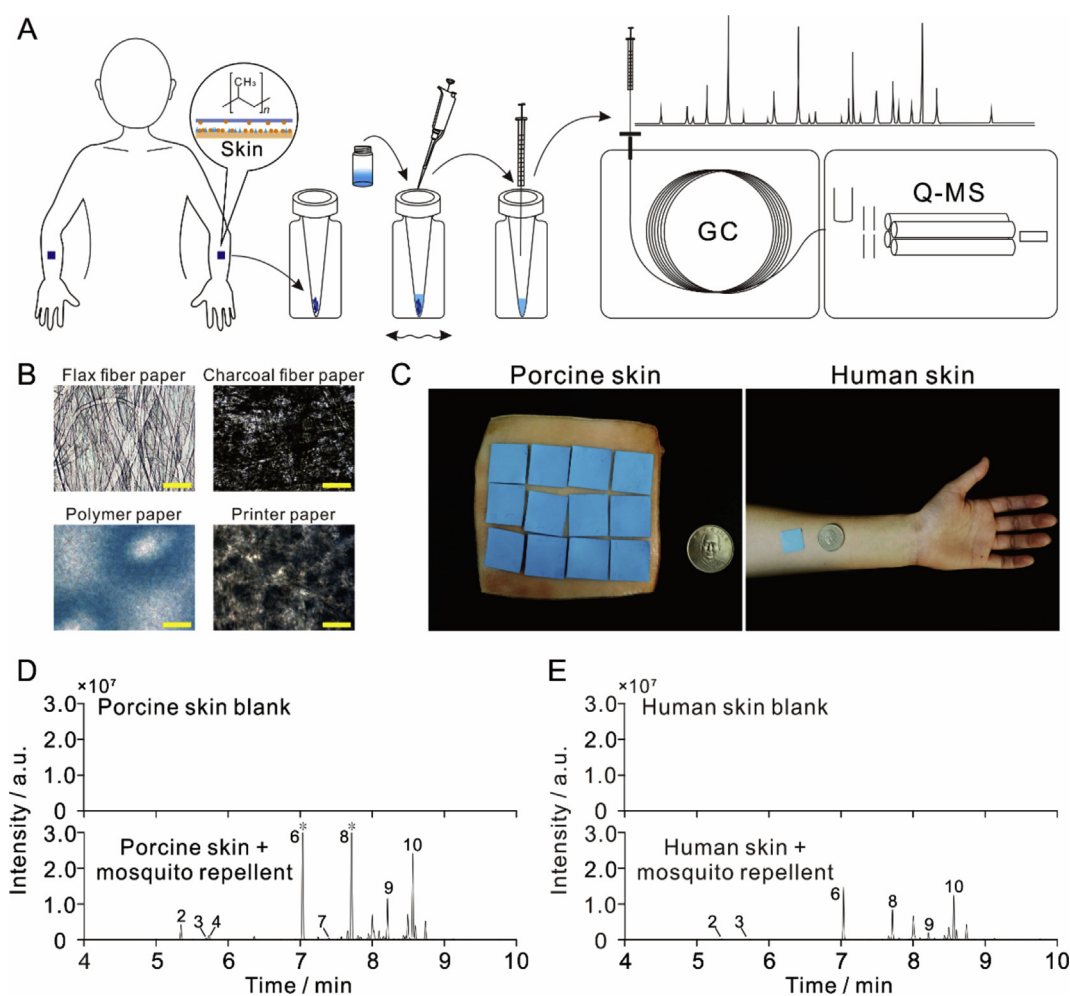 A
CH₃
n
Skin
GC
Q-MS
B
Flax fiber paper
Charcoal fiber paper
Polymer paper
Printer paper
C
Porcine skin
Human skin
D
×10⁷
3.0
Porcine skin blank
2.0
1.0
0
Intensity / a.u.
3.0
6
*
8
*
Porcine skin +
mosquito repellent
10
2.0
9
1.0
2
3
4
7
0
4
5
6
7
8
9
10
Time / min
E
×10⁷
3.0
Human skin blank
2.0
1.0
0
Intensity / a.u.
3.0
Human skin +
mosquito repellent
2.0
6
10
8
1.0
2
3
9
0
4
5
6
7
8
9
10
Time / min